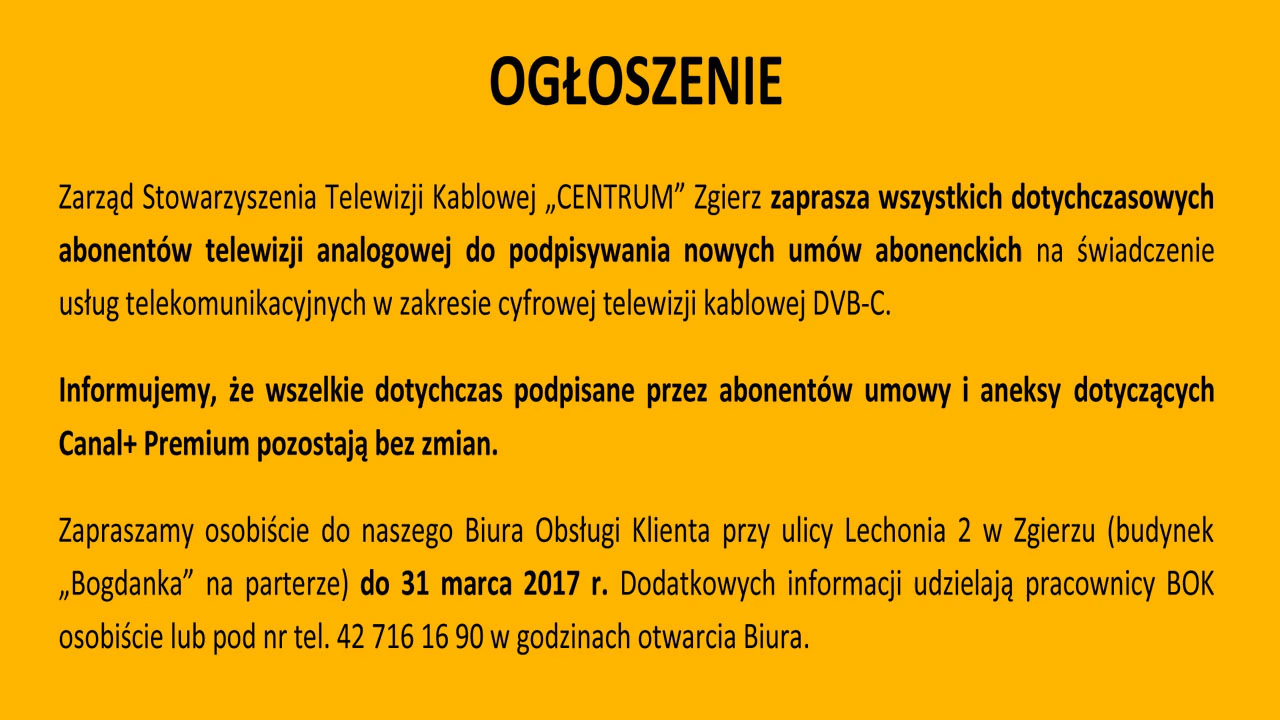 OGŁOSZENIE
Zarząd Stowarzyszenia Telewizji Kablowej „CENTRUM” Zgierz zaprasza wszystkich dotychczasowych
abonentów telewizji analogowej do podpisywania nowych umów abonenckich na świadczenie
usług telekomunikacyjnych w zakresie cyfrowej telewizji kablowej DVB-C.
Informujemy, że wszelkie dotychczas podpisane przez abonentów umowy i aneksy dotyczących
Canal+ Premium pozostają bez zmian.
Zapraszamy osobiście do naszego Biura Obsługi Klienta przy ulicy Lechonia 2 w Zgierzu (budynek
„Bogdanka” na parterze) do 31 marca 2017 r. Dodatkowych informacji udzielają pracownicy BOK
osobiście lub pod nr tel. 42 716 16 90 w godzinach otwarcia Biura.